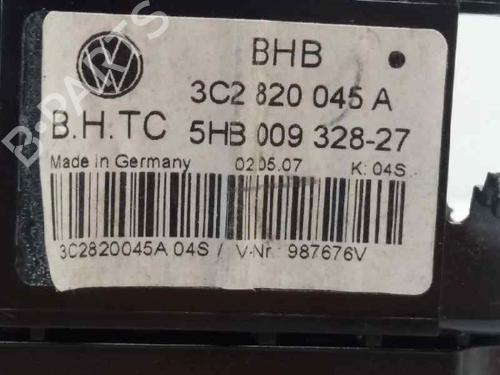 BHB
3C2 820 045 A
B.H.TC 5HB 009 328-27
Made in Germany 02.05.07 K: 04S
3C2820045A 04S / V-Nr. 987676V
B-PARTS